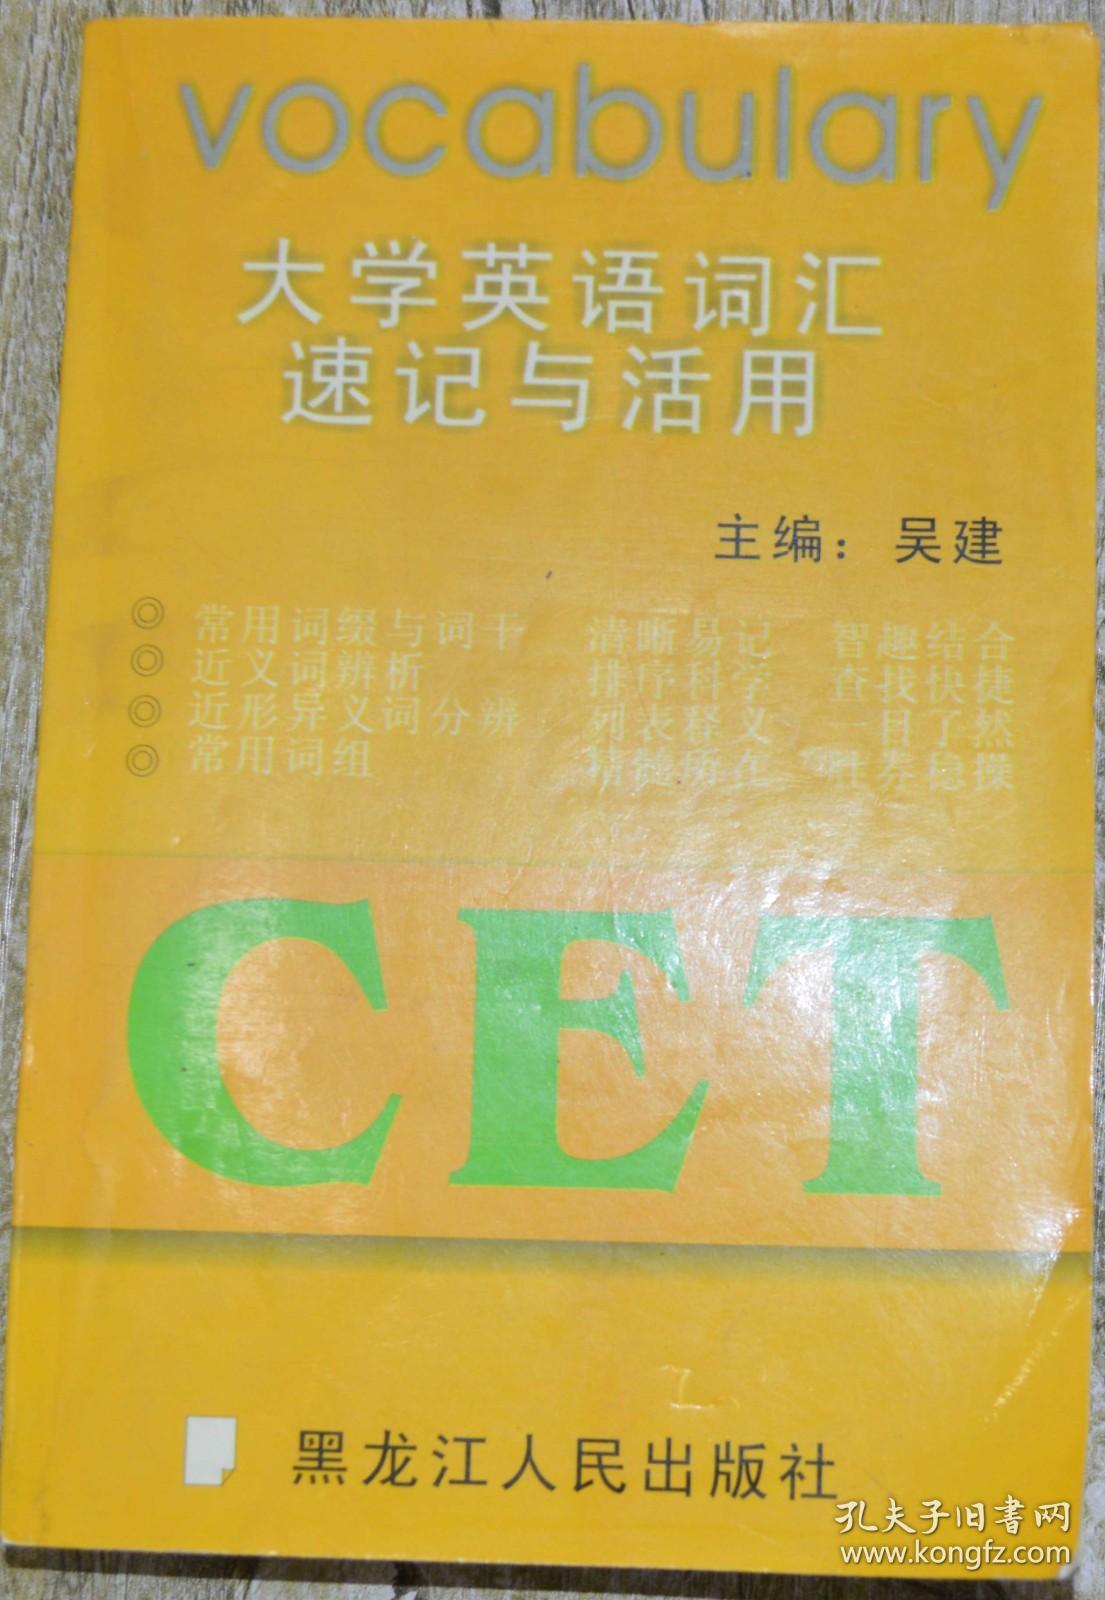 vocabulary
大学英语词汇
速记与活用
主编：吴建
◎ 常用词缀与词干 清晰易记 智趣结合
◎ 近义词辨析 排序科学 查找快捷
◎ 近形异义词分辨 列表释义 一目了然
◎ 常用词组 精髓所在 胜券稳操
CET
黑龙江人民出版社
孔夫子旧书网
www.kongfz.com